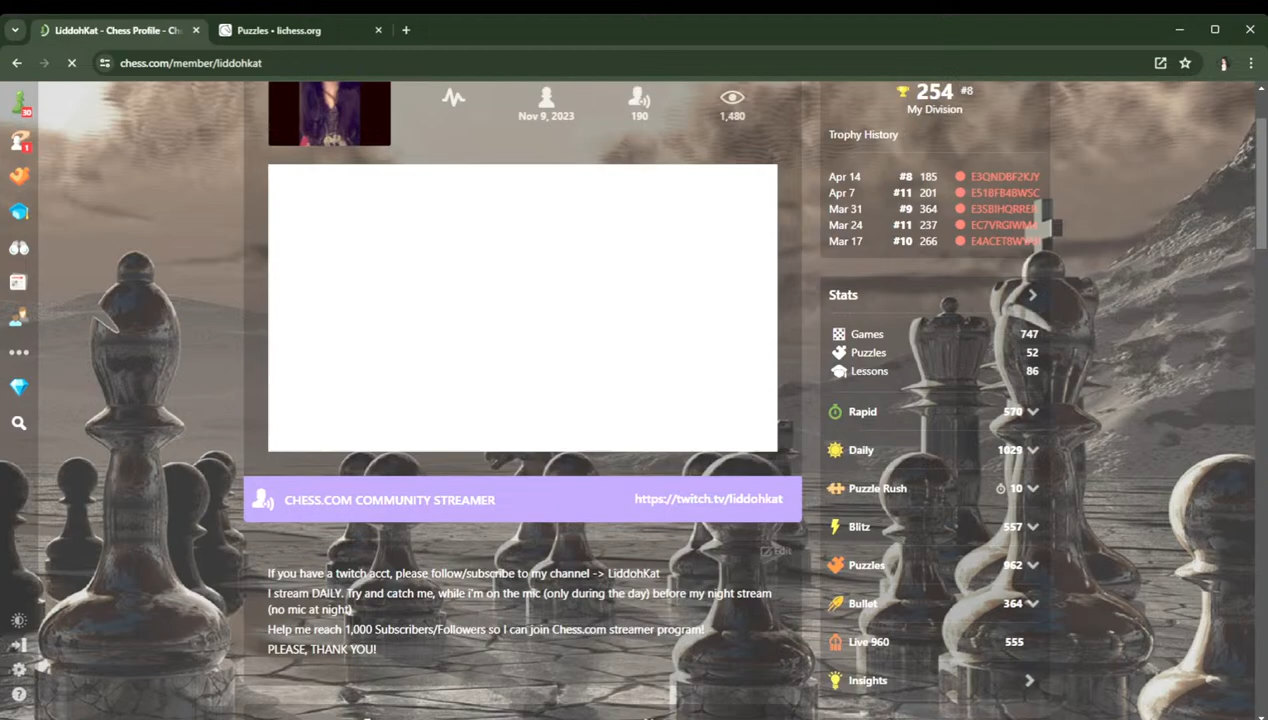 LiddohKat - Chess Profile - Ch
Puzzles • lichess.org
chess.com/member/liddohkat
30
1
Nov 9, 2023
190
1,480
254 #8
My Division
Trophy History
Apr 14 #8 185 E3QNDBF2KJY
Apr 7 #11 201 E51BFB4BWSC
Mar 31 #9 364
Mar 24 #11 237
Mar 17 #10 266
Stats
Games 747
Puzzles 52
Lessons 86
Rapid 570
Daily 1029
Puzzle Rush 10
Blitz 557
Puzzles 962
Bullet 364
Live 960 555
Insights
CHESS.COM COMMUNITY STREAMER https://twitch.tv/liddohkat
Edit
If you have a twitch acct, please follow/subscribe to my channel -> LiddohKat
I stream DAILY. Try and catch me, while i'm on the mic (only during the day) before my night stream
(no mic at night)
Help me reach 1,000 Subscribers/Followers so I can join Chess.com streamer program!
PLEASE, THANK YOU!